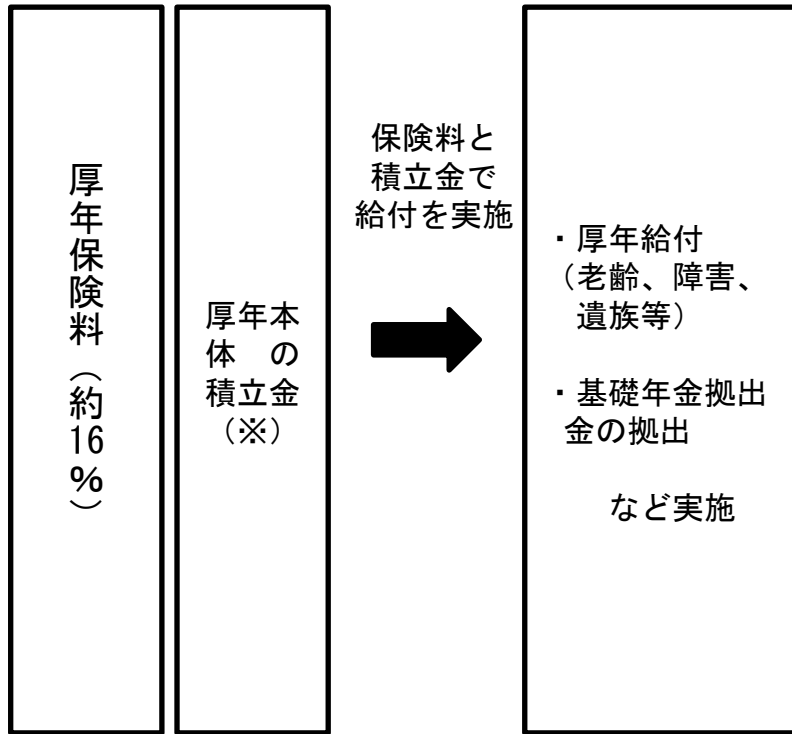 厚年保険料（約16％）
厚年本
体　の
積立金
（※）
保険料と
積立金で
給付を実施
・厚年給付
（老齢、障害、
遺族等）
・基礎年金拠出
金の拠出
など実施